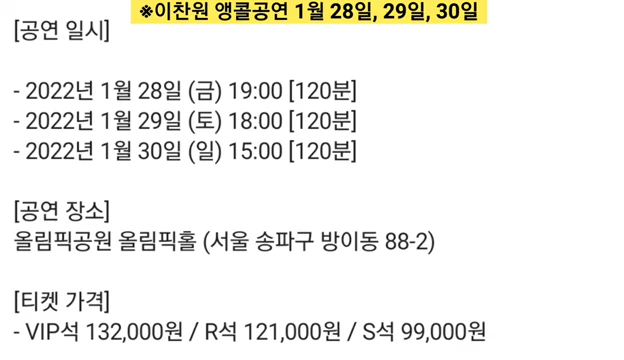 ※이찬원 앵콜공연 1월 28일, 29일, 30일
[공연 일시]
- 2022년 1월 28일 (금) 19:00 [120분]
- 2022년 1월 29일 (토) 18:00 [120분]
- 2022년 1월 30일 (일) 15:00 [120분]
[공연 장소]
올림픽공원 올림픽홀 (서울 송파구 방이동 88-2)
[티켓 가격]
- VIP석 132,000원 / R석 121,000원 / S석 99,000원